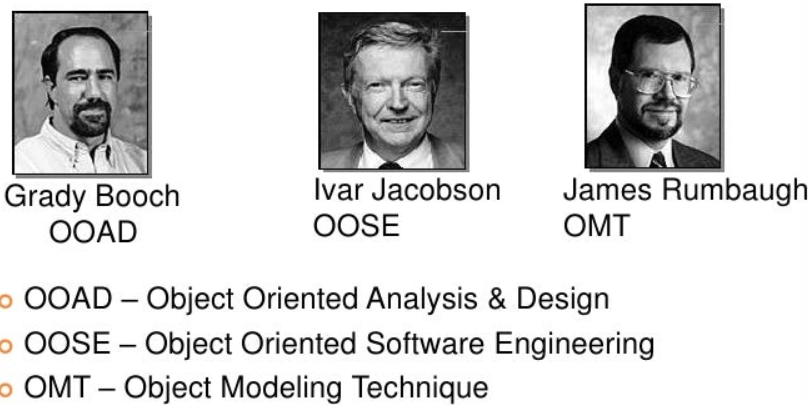 Grady Booch
OOAD
Ivar Jacobson
OOSE
James Rumbaugh
OMT
OOAD – Object Oriented Analysis & Design
OOSE – Object Oriented Software Engineering
OMT – Object Modeling Technique